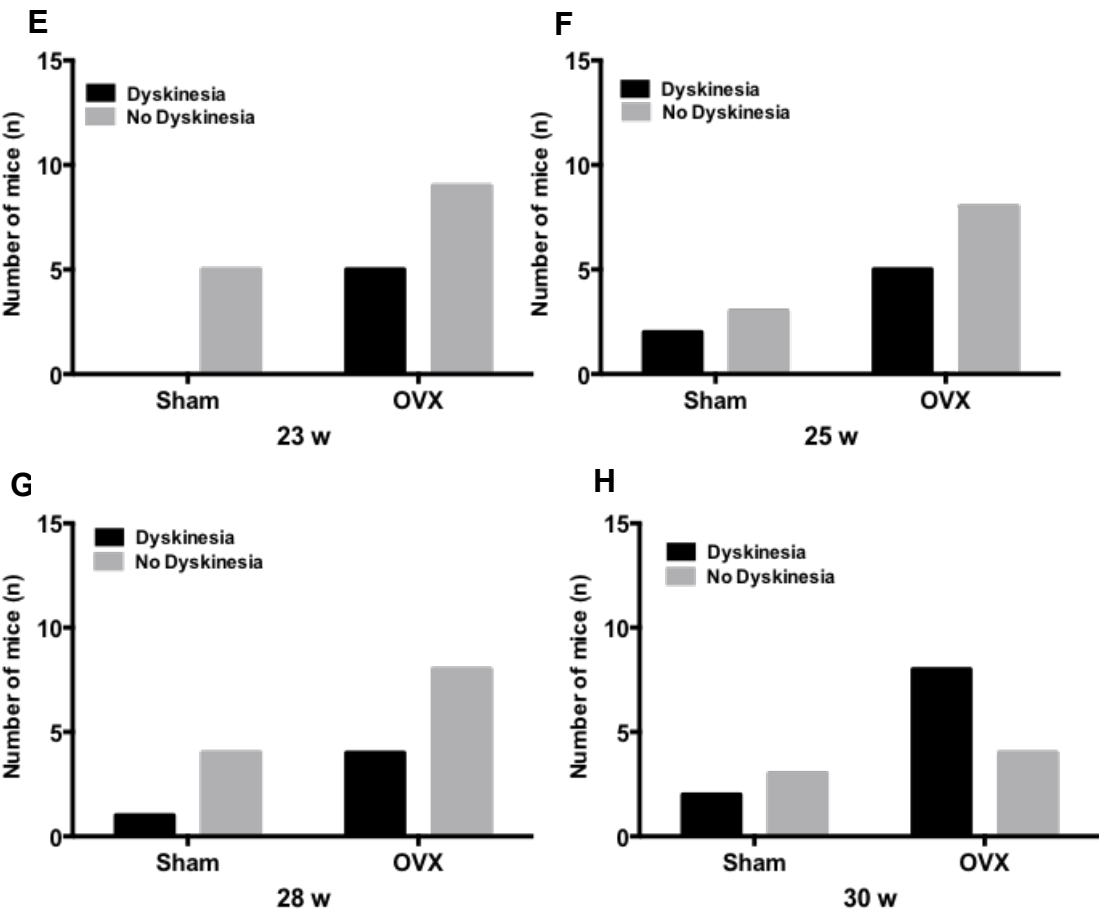 E
15
10
5
0
Number of mice (n)
Dyskinesia
No Dyskinesia
Sham OVX
23 w
F
15
10
5
0
Number of mice (n)
Dyskinesia
No Dyskinesia
Sham OVX
25 w
G
15
10
5
0
Number of mice (n)
Dyskinesia
No Dyskinesia
Sham OVX
28 w
H
15
10
5
0
Number of mice (n)
Dyskinesia
No Dyskinesia
Sham OVX
30 w